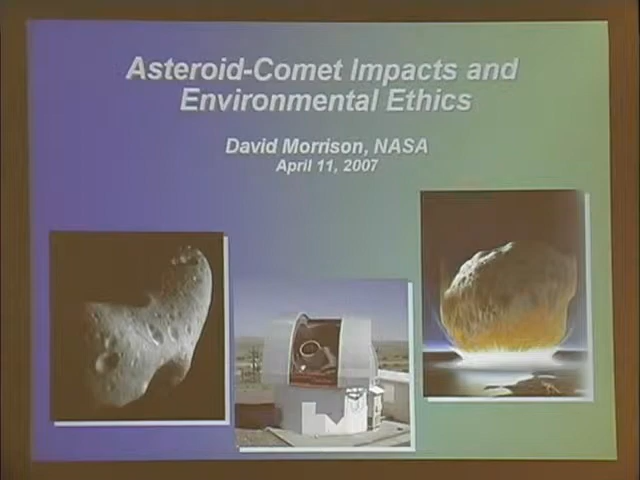 Asteroid-Comet Impacts and
Environmental Ethics
David Morrison, NASA
April 11, 2007